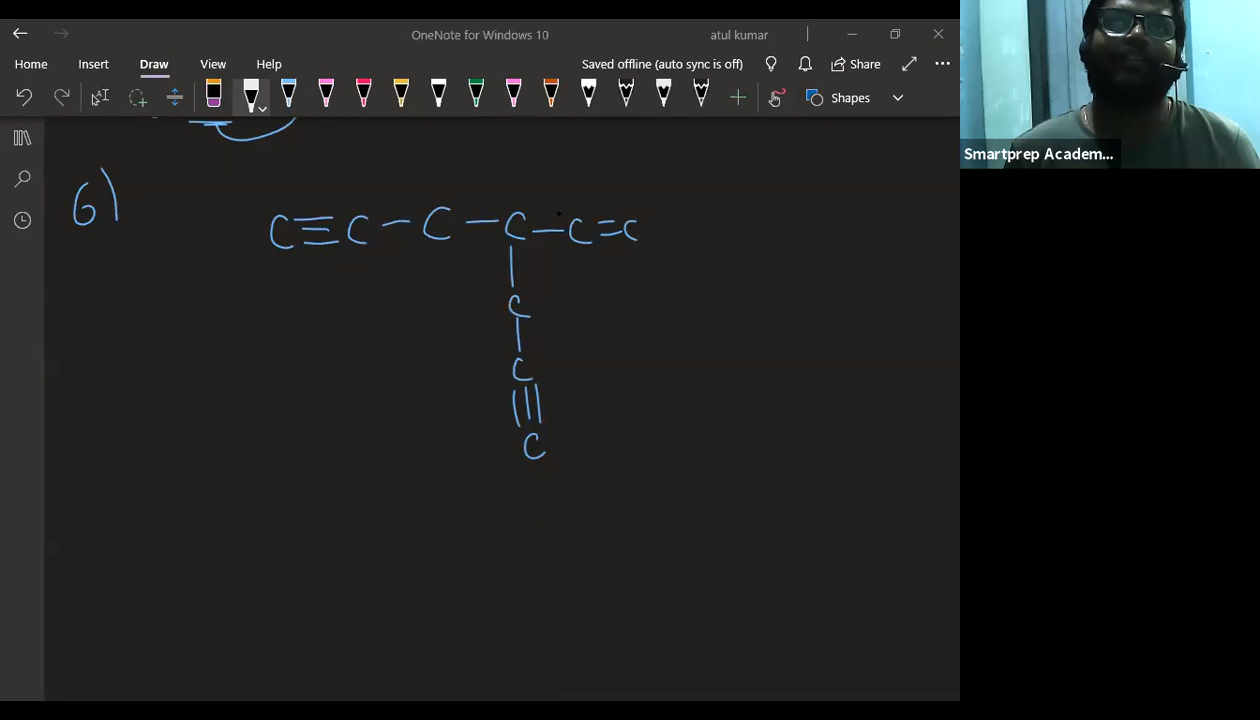 OneNote for Windows 10
atul kumar
Home Insert Draw View Help
Saved offline (auto sync is off)
Share
Shapes
Smartprep Academ...
6)
C≡C-C-C-C=C
|
C
|
C
|||
C